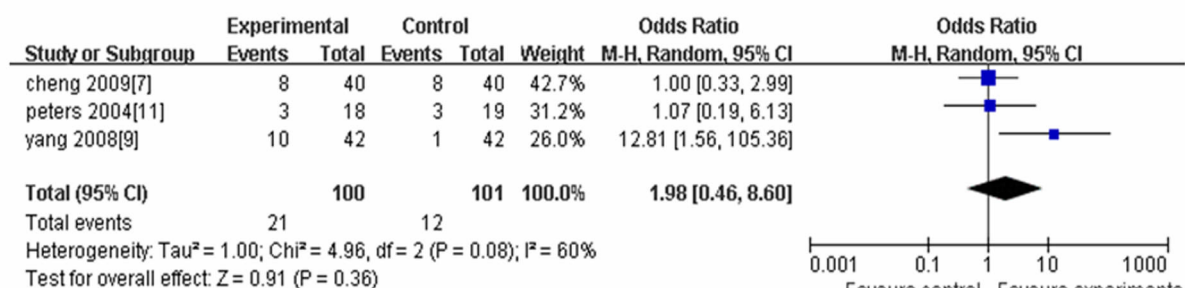 Experimental Control Odds Ratio Odds Ratio
Study or Subgroup Events Total Events Total Weight M-H, Random, 95% CI M-H, Random, 95% CI
cheng 2009[7] 8 40 8 40 42.7% 1.00 [0.33, 2.99]
peters 2004[11] 3 18 3 19 31.2% 1.07 [0.19, 6.13]
yang 2008[9] 10 42 1 42 26.0% 12.81 [1.56, 105.36]
Total (95% CI) 100 101 100.0% 1.98 [0.46, 8.60]
Total events 21 12
Heterogeneity: Tau² = 1.00; Chi² = 4.96, df = 2 (P = 0.08); I² = 60%
Test for overall effect: Z = 0.91 (P = 0.36)
0.001 0.1 1 10 1000